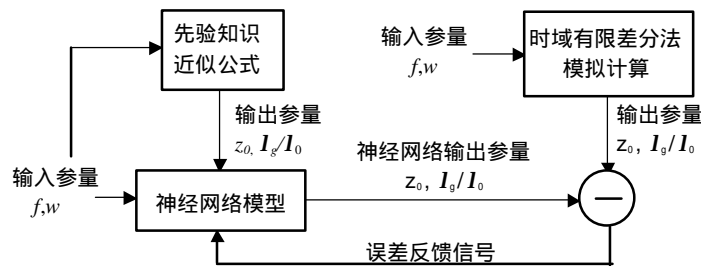 先验知识
近似公式
输入参量
f,w
时域有限差分法
模拟计算
输出参量
z0, lg/l0
输出参量
z0, lg/l0
输入参量
f,w
神经网络模型
神经网络输出参量
z0, lg/l0
误差反馈信号